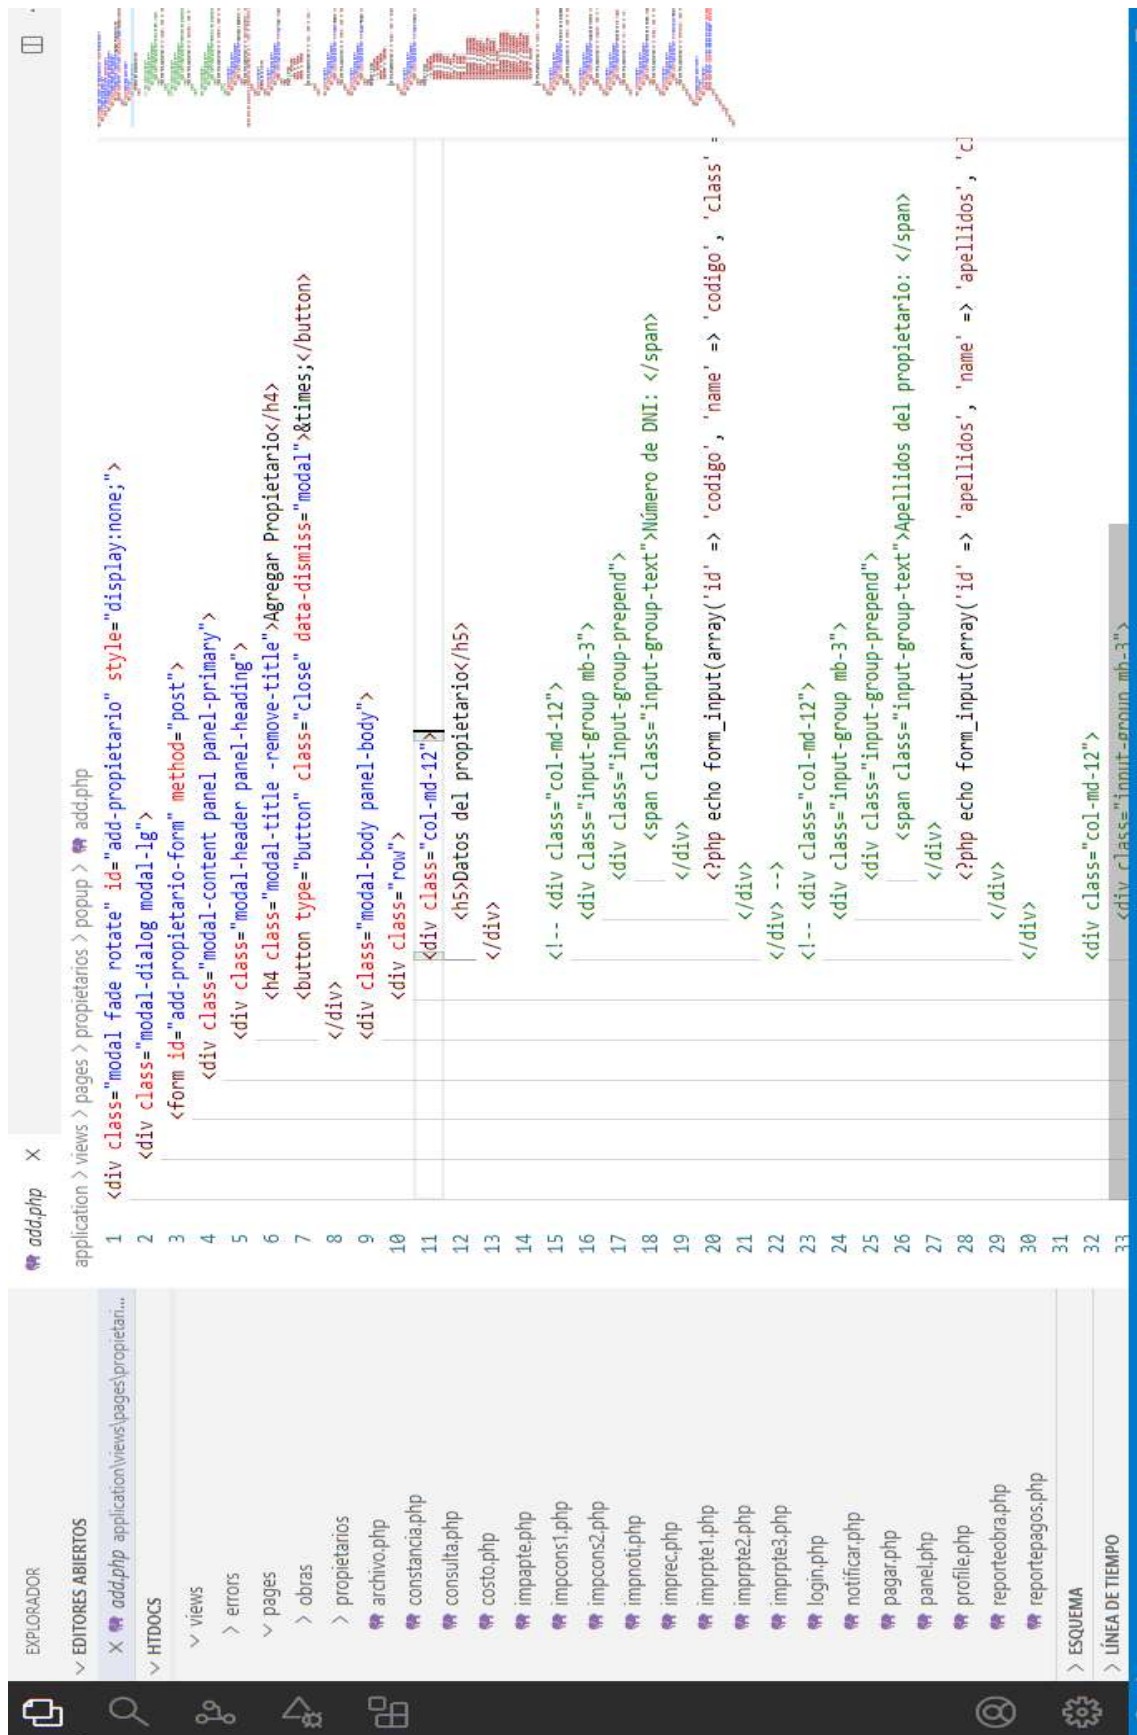 EXPLORADOR
EDITORES ABIERTOS
add.php application\views\pages\propietari...
HTDOCS
views
errors
pages
obras
propietarios
archivo.php
constancia.php
consulta.php
costo.php
impapte.php
impcons1.php
impcons2.php
impnoti.php
imprec.php
imprpte1.php
imprpte2.php
imprpte3.php
login.php
notificar.php
pagar.php
panel.php
profile.php
reporteobra.php
reportepagos.php
ESQUEMA
LÍNEA DE TIEMPO
add.php
application > views > pages > propietarios > popup > add.php
1 <div class="modal fade rotate" id="add-propietario" style="display:none;">
2 <div class="modal-dialog modal-lg">
3 <form id="add-propietario-form" method="post">
4 <div class="modal-content panel panel-primary">
5 <div class="modal-header panel-heading">
6 <h4 class="modal-title -remove-title">Agregar Propietario</h4>
7 <button type="button" class="close" data-dismiss="modal">&times;</button>
8 </div>
9 <div class="modal-body panel-body">
10 <div class="row">
11 <div class="col-md-12">
12 <h5>Datos del propietario</h5>
13 </div>
14
15 <!-- <div class="col-md-12">
16 <div class="input-group mb-3">
17 <div class="input-group-prepend">
18 <span class="input-group-text">Número de DNI: </span>
19 </div>
20 <?php echo form_input(array('id' => 'codigo', 'name' => 'codigo', 'class' =
21 </div>
22 </div> -->
23 <!-- <div class="col-md-12">
24 <div class="input-group mb-3">
25 <div class="input-group-prepend">
26 <span class="input-group-text">Apellidos del propietario: </span>
27 </div>
28 <?php echo form_input(array('id' => 'apellidos', 'name' => 'apellidos', 'cl
29 </div>
30 </div>
31
32 <div class="col-md-12">
33 <div class="input-group mb-3">